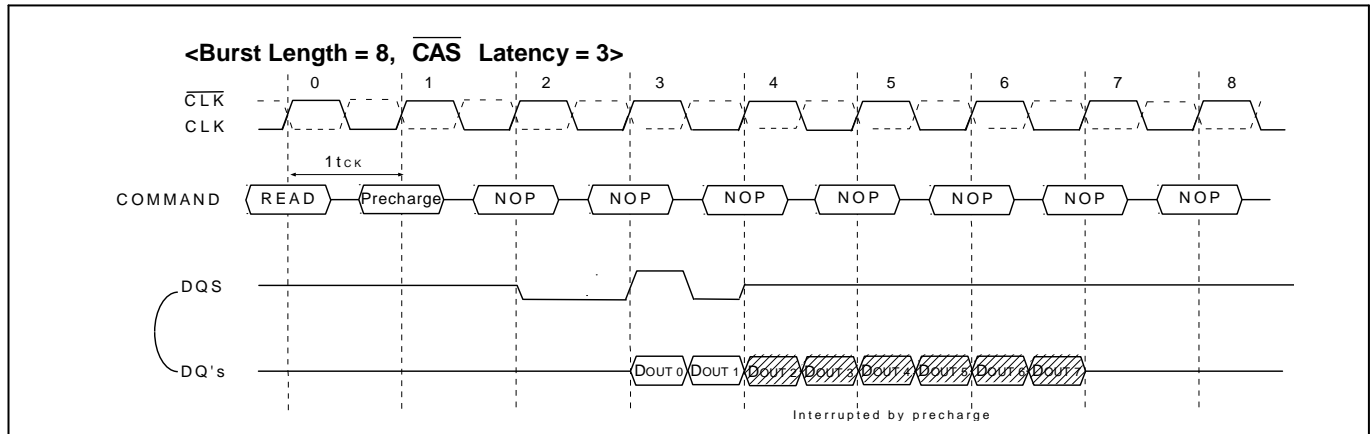 <Burst Length = 8, CAS Latency = 3>
0 1 2 3 4 5 6 7 8
CLK
CLK
1tCK
COMMAND READ Precharge NOP NOP NOP NOP NOP NOP NOP
DQS
DQ's DOUT 0 DOUT 1 DOUT 2 DOUT 3 DOUT 4 DOUT 5 DOUT 6 DOUT 7
Interrupted by precharge